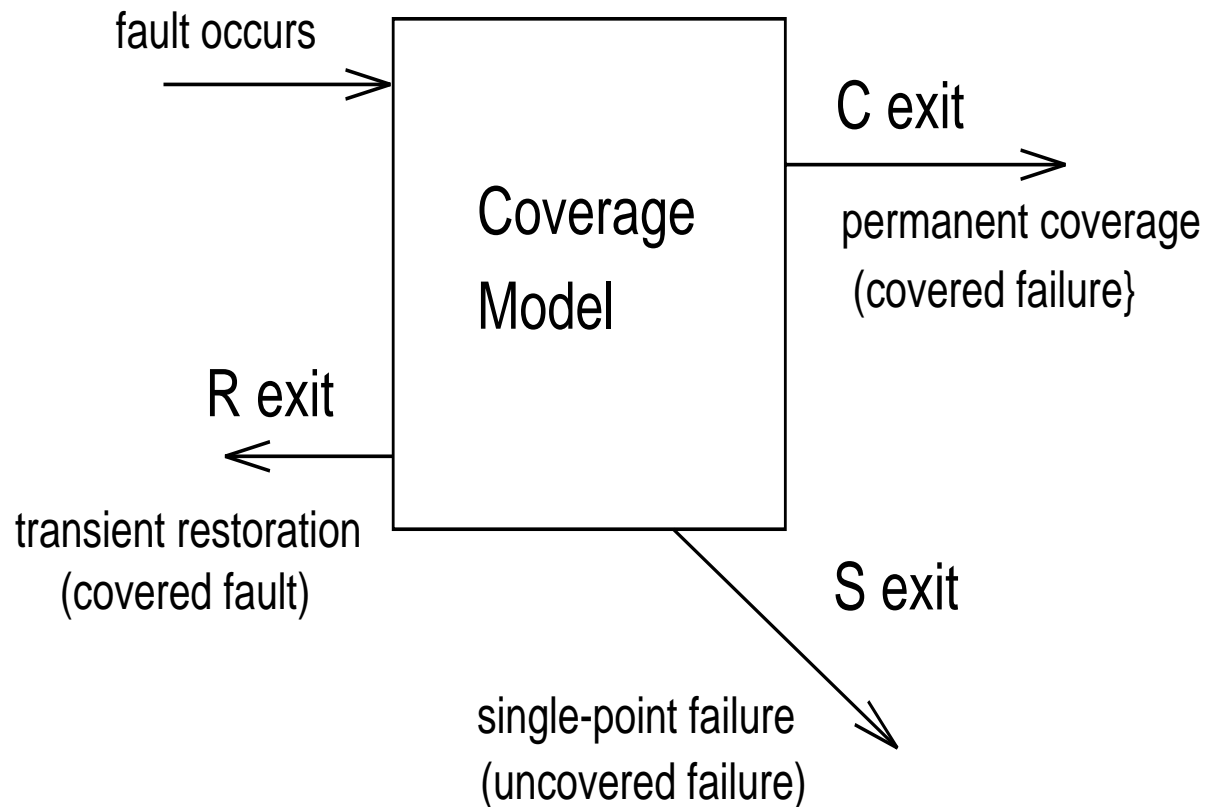 fault occurs
C exit
Coverage
Model
permanent coverage
(covered failure}
R exit
transient restoration
(covered fault)
S exit
single-point failure
(uncovered failure)